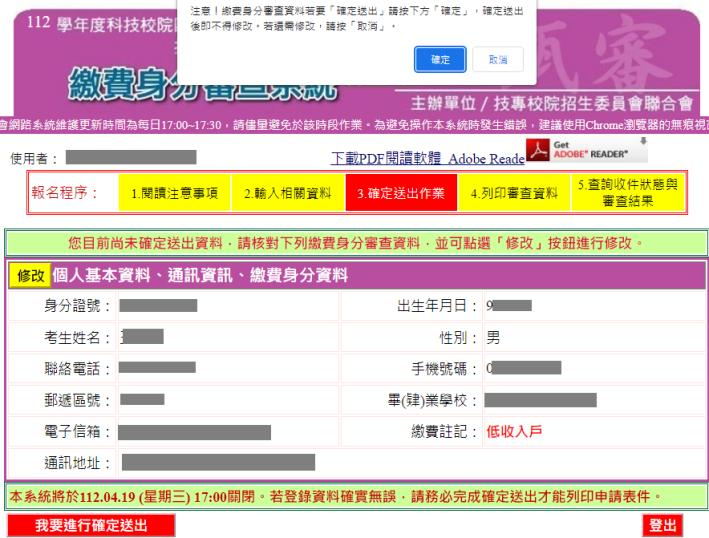 注意！繳費身分審查資料若要「確定送出」請按下方「確定」，確定送出
後即不得修改。若還需修改，請按「取消」。
確定
取消
112 學年度科技校院
繳費身分審查系統
主辦單位 / 技專校院招生委員會聯合會
會網路系統維護更新時間為每日17:00~17:30，請儘量避免於該時段作業。為避免操作本系統時發生錯誤，建議使用Chrome瀏覽器的無痕視
使用者：
下載PDF閱讀軟體 Adobe Reade
Get
ADOBE® READER®
報名程序：
1.閱讀注意事項
2.輸入相關資料
3.確定送出作業
4.列印審查資料
5.查詢收件狀態與
審查結果
您目前尚未確定送出資料，請核對下列繳費身分審查資料，並可點選「修改」按鈕進行修改。
修改 個人基本資料、通訊資訊、繳費身分資料
身分證號：
出生年月日： 9
考生姓名：
性別： 男
聯絡電話：
手機號碼： 0
郵遞區號：
畢(肄)業學校：
電子信箱：
繳費註記： 低收入戶
通訊地址：
本系統將於112.04.19 (星期三) 17:00關閉。若登錄資料確實無誤，請務必完成確定送出才能列印申請表件。
我要進行確定送出
登出